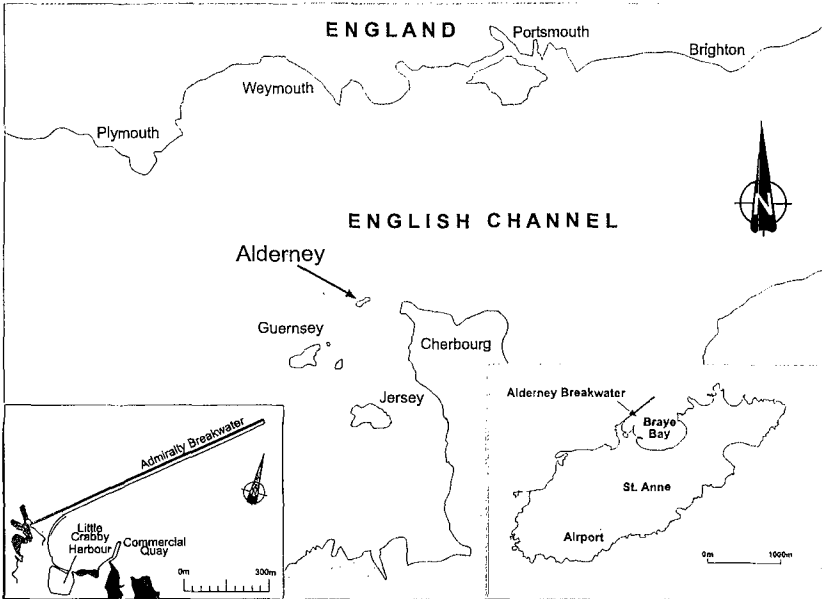 ENGLAND
Portsmouth
Brighton
Weymouth
Plymouth
N
ENGLISH CHANNEL
Alderney
Guernsey
Cherbourg
Jersey
Admiralty Breakwater
Little
Crabby
Harbour
Commercial
Quay
0m 300m
Alderney Breakwater
Braye
Bay
St. Anne
Airport
0m 1000m